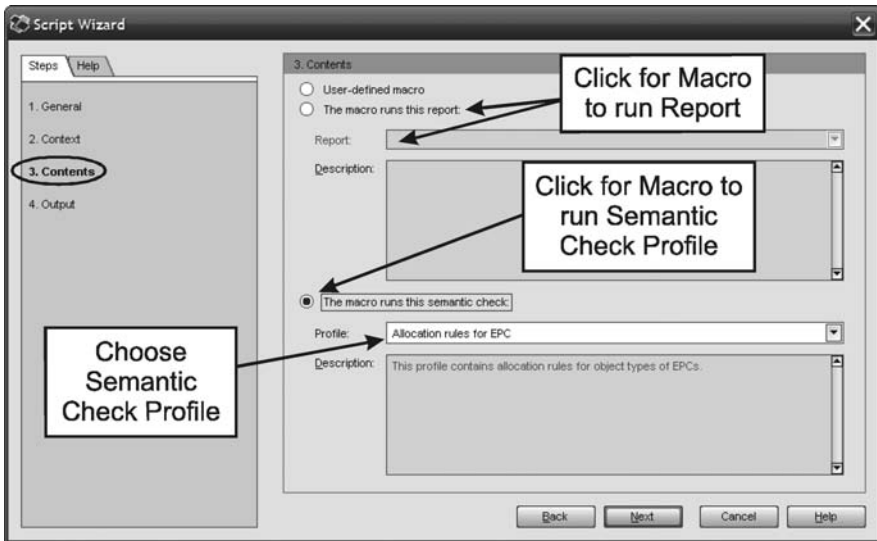 Script Wizard
Steps
Help
1. General
2. Context
3. Contents
4. Output
3. Contents
User-defined macro
The macro runs this report:
Report:
Description:
The macro runs this semantic check:
Profile:
Allocation rules for EPC
Description:
This profile contains allocation rules for object types of EPCs.
Click for Macro
to run Report
Click for Macro to
run Semantic
Check Profile
Choose
Semantic
Check Profile
Back
Next
Cancel
Help